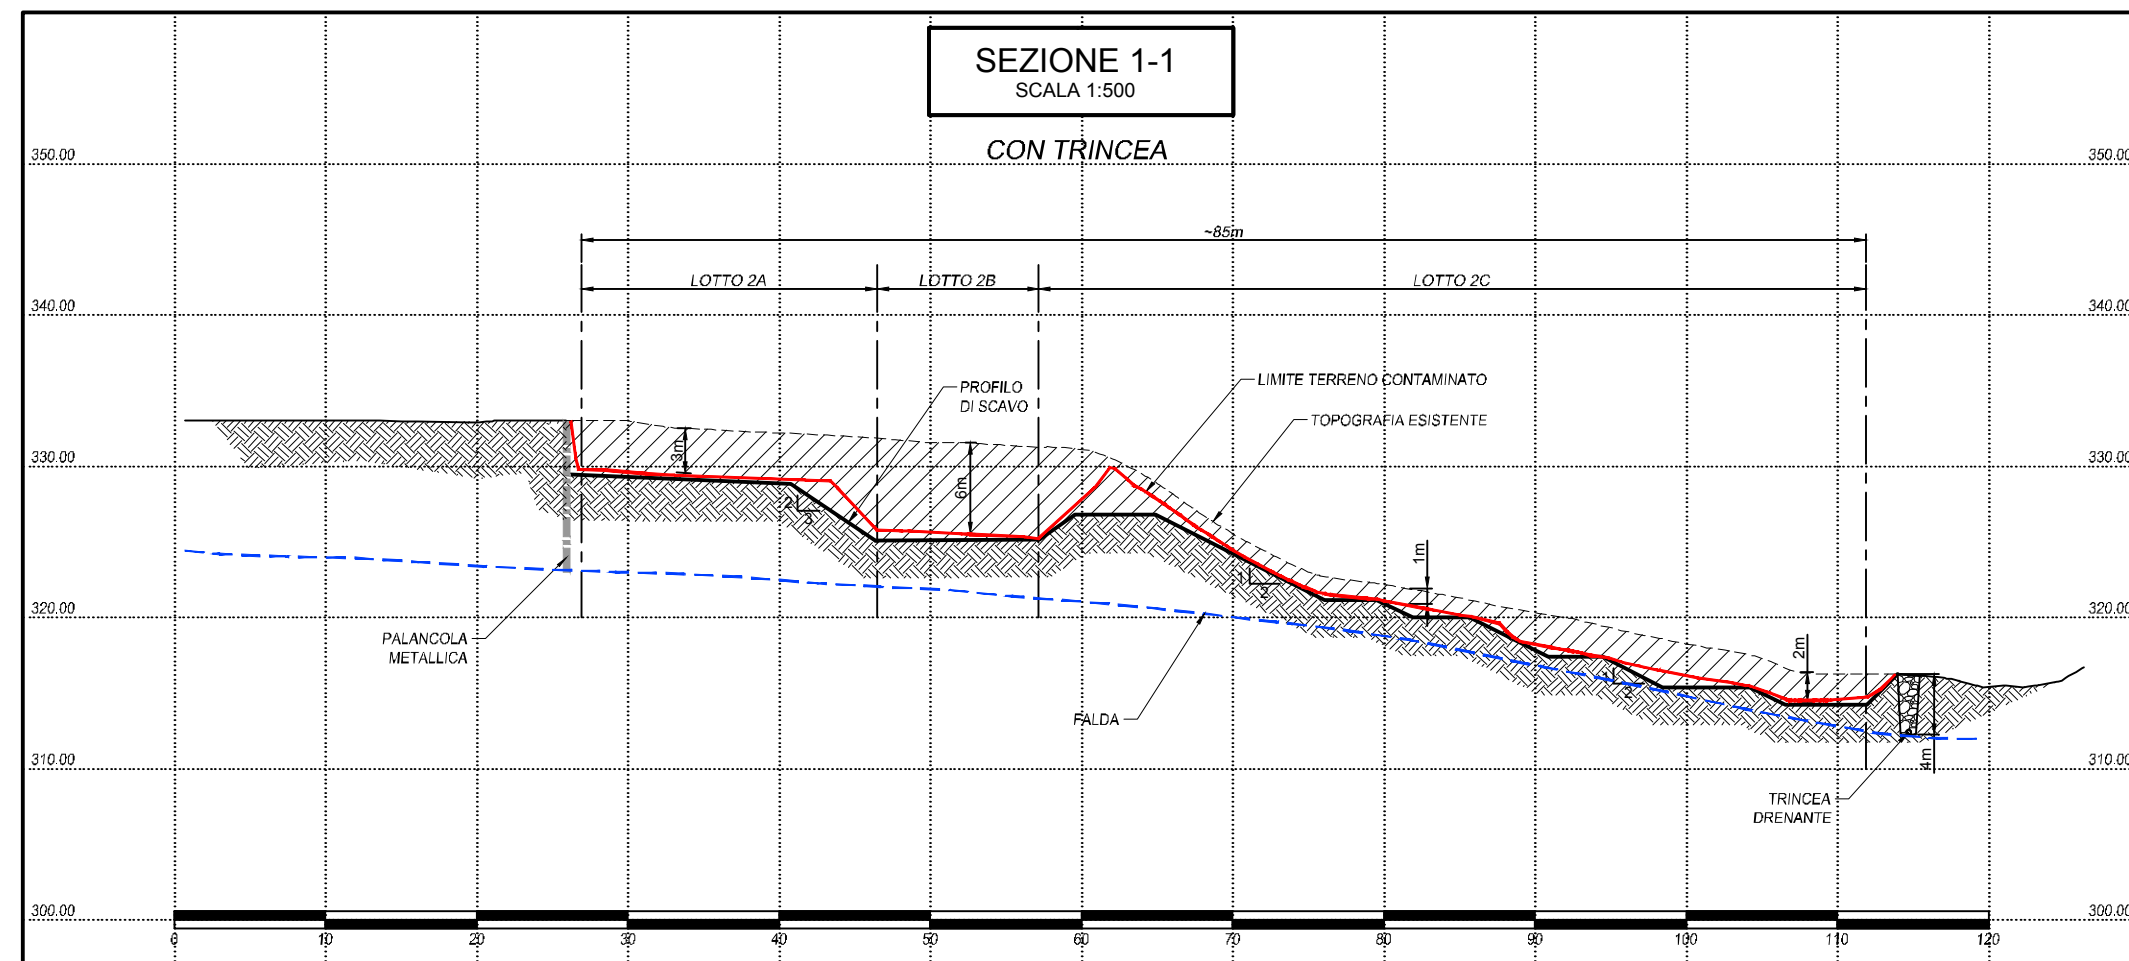 SEZIONE 1-1
SCALA 1:500
CON TRINCEA
350.00
350.00
~85m
LOTTO 2A
LOTTO 2B
LOTTO 2C
340.00
340.00
PROFILO
DI SCAVO
LIMITE TERRENO CONTAMINATO
TOPOGRAFIA ESISTENTE
330.00
330.00
3m
6m
2
3
1m
1
2
320.00
320.00
PALANCOLA
METALLICA
2m
1
2
FALDA
4m
310.00
310.00
TRINCEA
DRENANTE
300.00
300.00
0
10
20
30
40
50
60
70
80
90
100
110
120